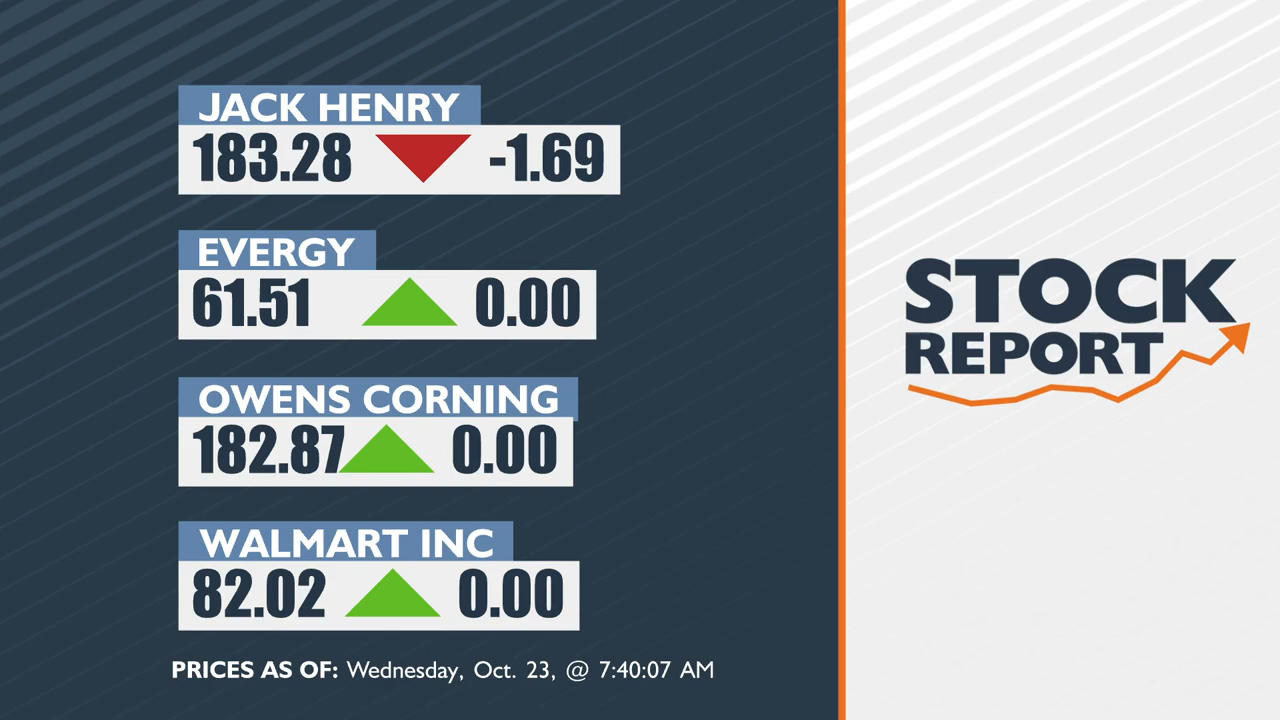 JACK HENRY
183.28 -1.69
EVERGY
61.51 0.00
OWENS CORNING
182.87 0.00
WALMART INC
82.02 0.00
PRICES AS OF: Wednesday, Oct. 23, @ 7:40:07 AM
STOCK
REPORT